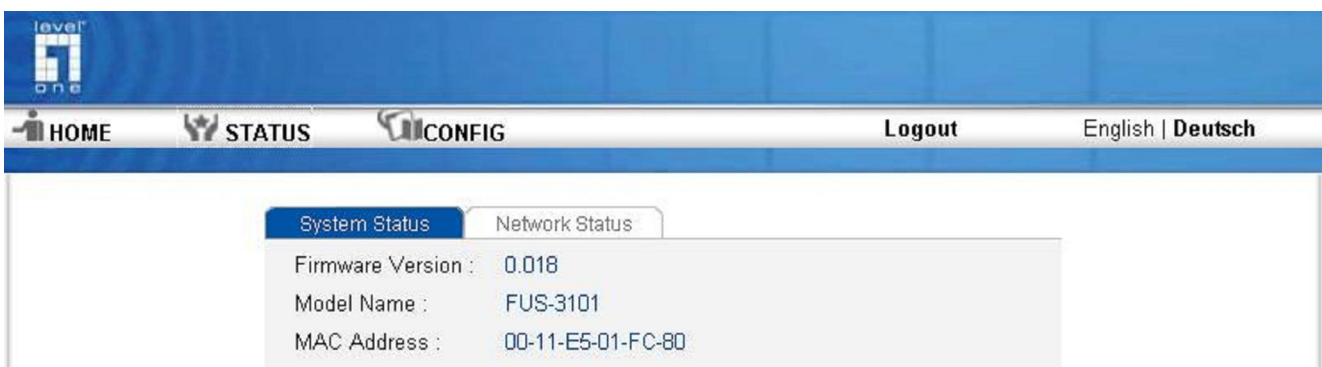 level
one
HOME STATUS CONFIG Logout English | Deutsch
System Status Network Status
Firmware Version : 0.018
Model Name : FUS-3101
MAC Address : 00-11-E5-01-FC-80